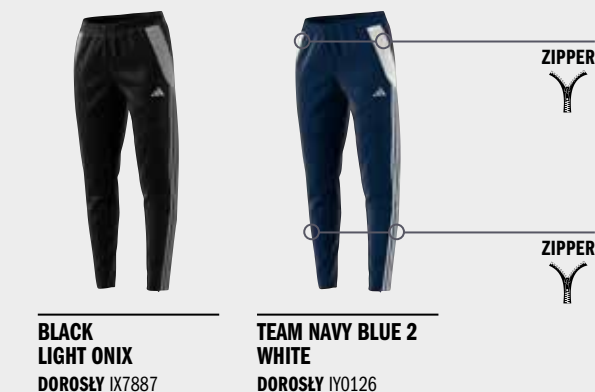 ZIPPER
ZIPPER
BLACK
LIGHT ONIX
DOROSŁY IX7887
TEAM NAVY BLUE 2
WHITE
DOROSŁY IY0126